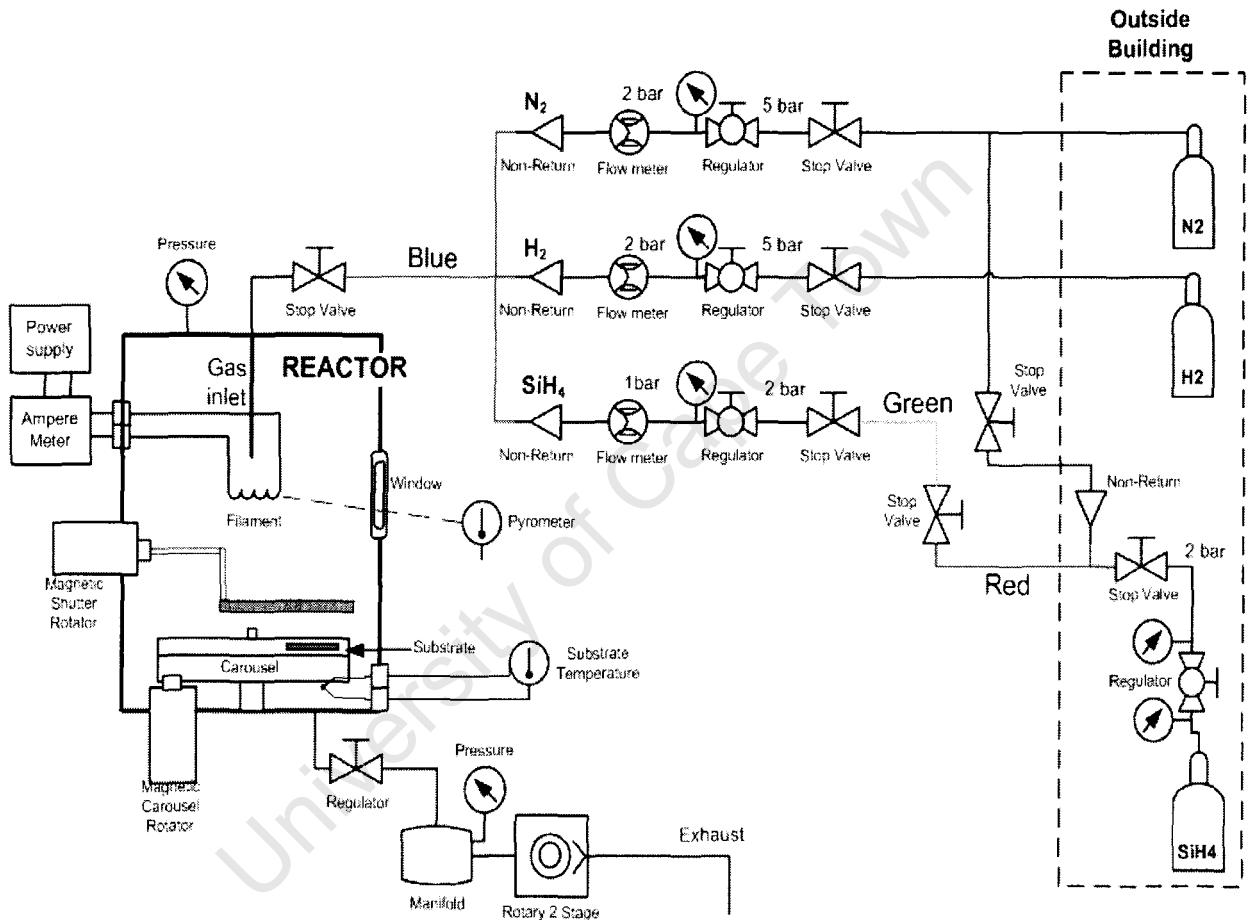 Outside
Building
N₂
2 bar
5 bar
Non-Return
Flow meter
Regulator
Stop Valve
N2
H₂
2 bar
5 bar
Non-Return
Flow meter
Regulator
Stop Valve
H2
Pressure
Blue
Stop Valve
Power
supply
Gas
inlet
REACTOR
SiH₄
1bar
2 bar
Green
Stop
Valve
Ampere
Meter
Non-Return
Flow meter
Regulator
Stop Valve
Window
Filament
Pyrometer
Stop
Valve
Non-Return
2 bar
Red
Stop Valve
Magnetic
Shutter
Rotator
Substrate
Carousel
Substrate
Temperature
Regulator
Magnetic
Carousel
Rotator
Regulator
Pressure
Manifold
Rotary 2 Stage
Exhaust
SiH4
University of Cape Town